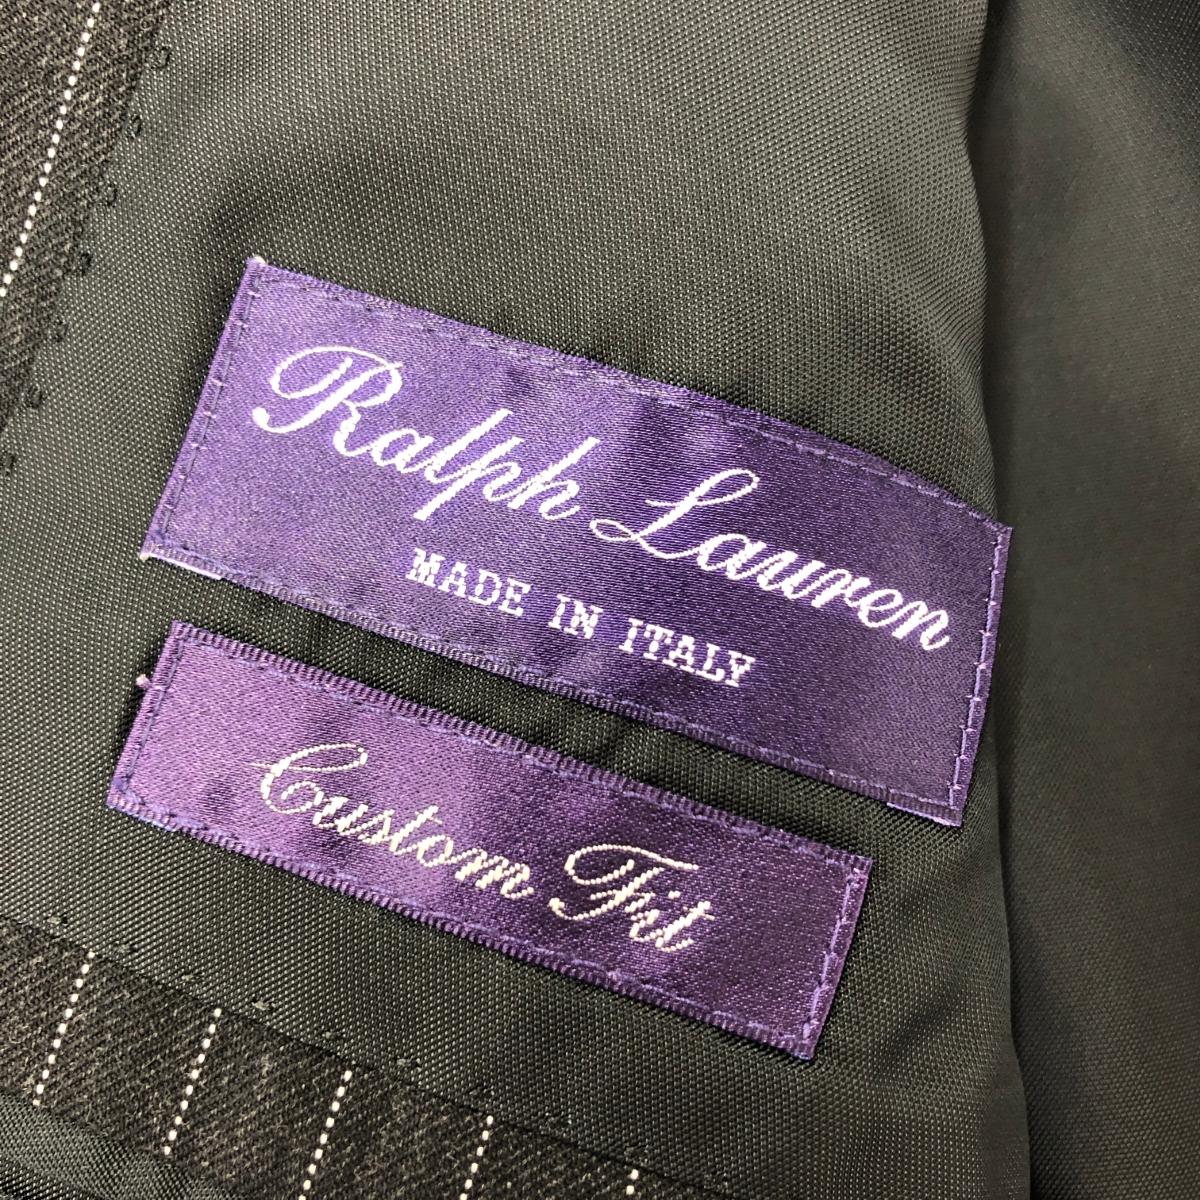 Ralph Lauren
MADE IN ITALY
Custom Fit